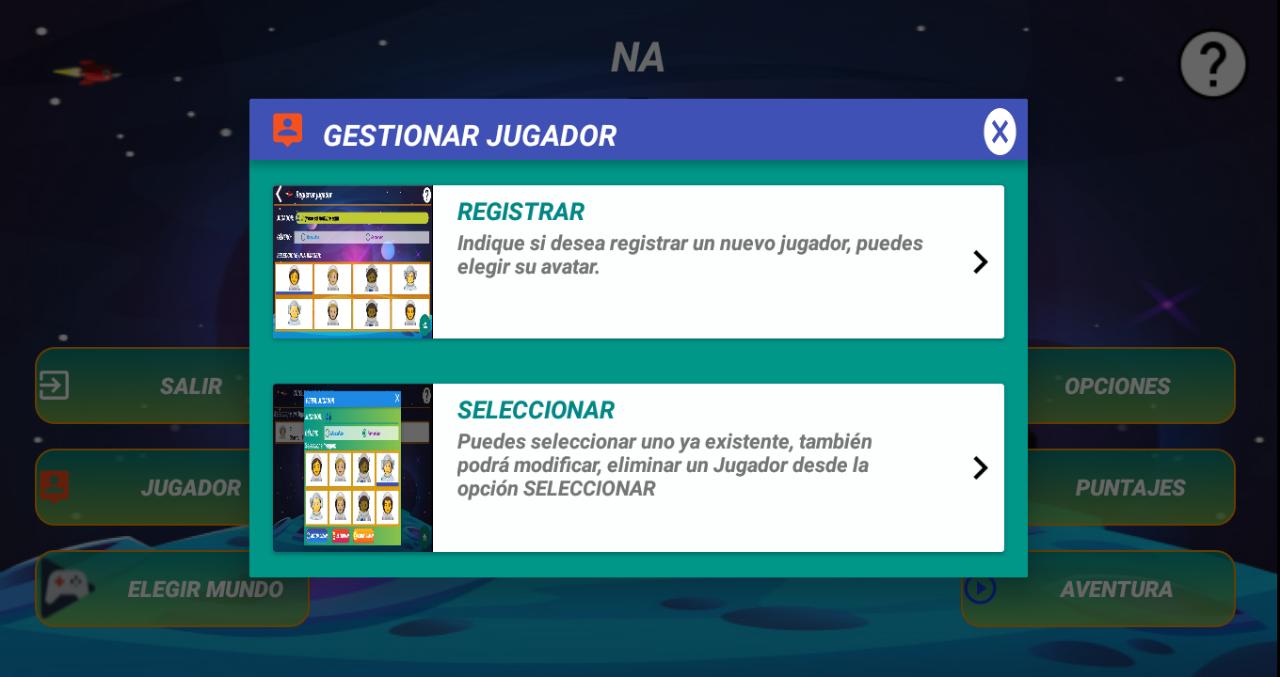 NA
?
GESTIONAR JUGADOR
X
Registrar jugador
REGISTRAR
Indique si desea registrar un nuevo jugador, puedes
elegir su avatar.
SELECCIONAR
Puedes seleccionar uno ya existente, también
podrá modificar, eliminar un Jugador desde la
opción SELECCIONAR
SALIR
OPCIONES
JUGADOR
PUNTAJES
ELEGIR MUNDO
AVENTURA